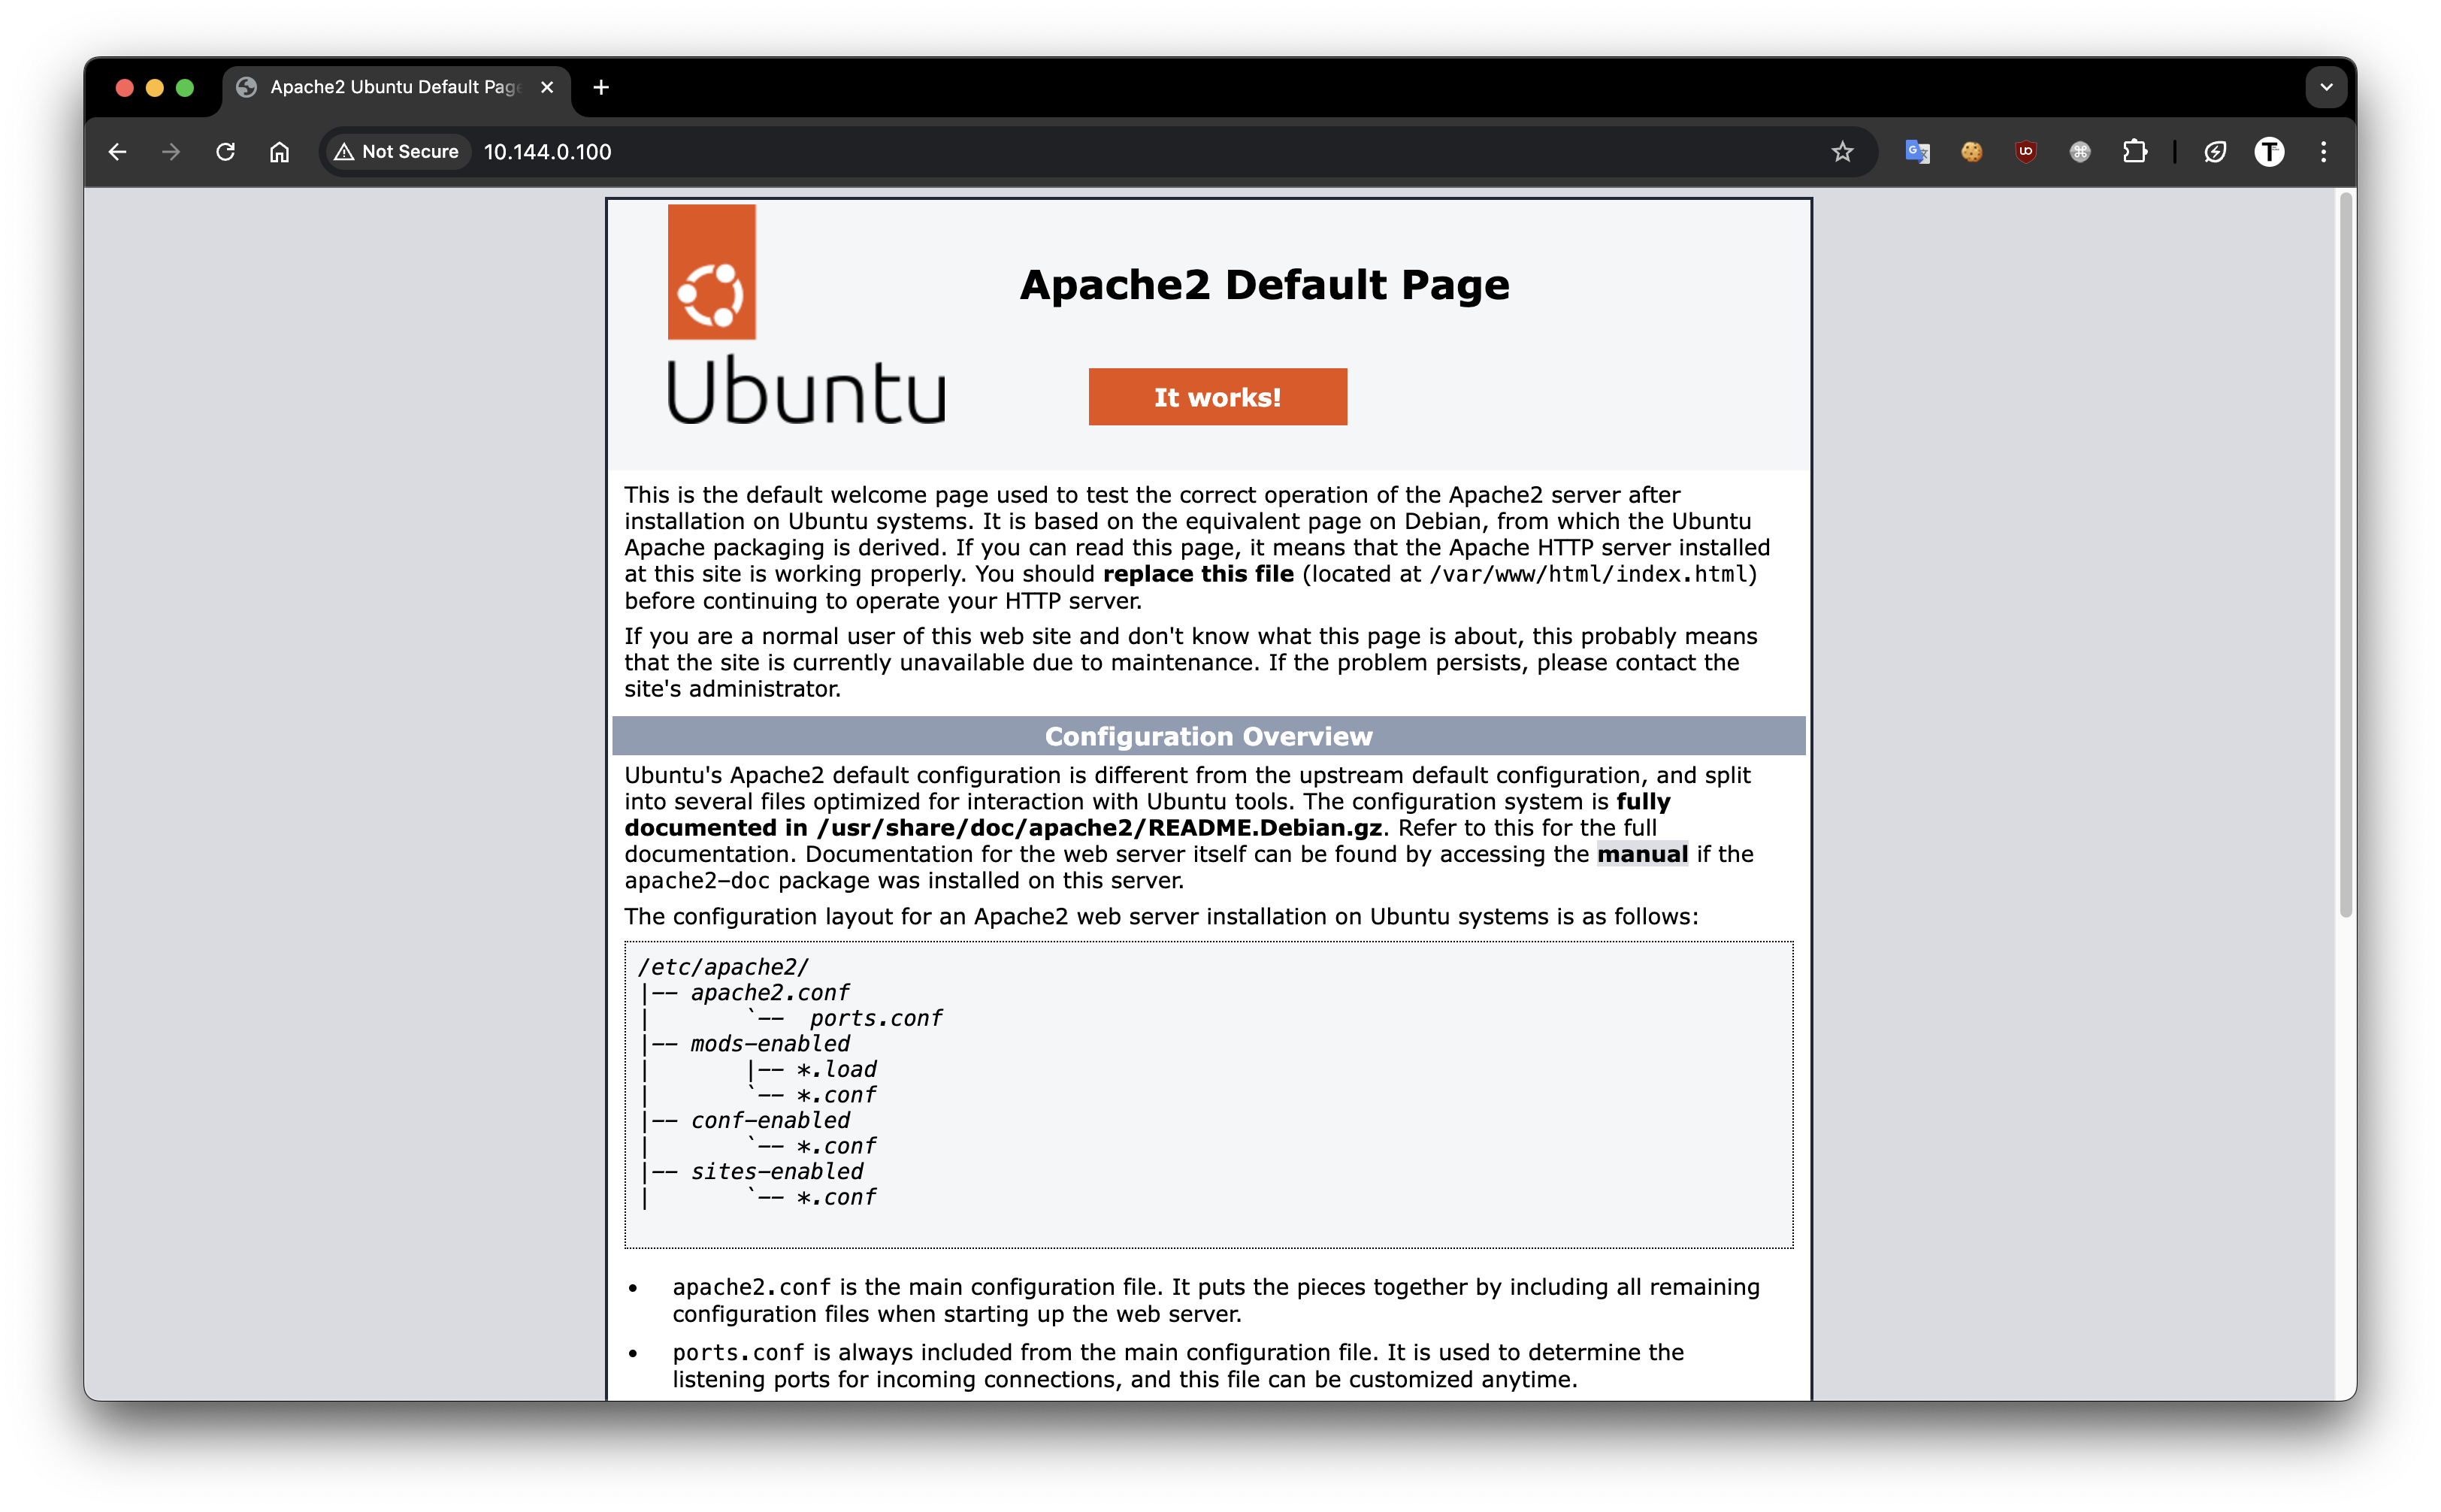 Apache2 Ubuntu Default Page
Not Secure 10.144.0.100
Apache2 Default Page
Ubuntu
It works!
This is the default welcome page used to test the correct operation of the Apache2 server after
installation on Ubuntu systems. It is based on the equivalent page on Debian, from which the Ubuntu
Apache packaging is derived. If you can read this page, it means that the Apache HTTP server installed
at this site is working properly. You should replace this file (located at /var/www/html/index.html)
before continuing to operate your HTTP server.
If you are a normal user of this web site and don't know what this page is about, this probably means
that the site is currently unavailable due to maintenance. If the problem persists, please contact the
site's administrator.
Configuration Overview
Ubuntu's Apache2 default configuration is different from the upstream default configuration, and split
into several files optimized for interaction with Ubuntu tools. The configuration system is fully
documented in /usr/share/doc/apache2/README.Debian.gz. Refer to this for the full
documentation. Documentation for the web server itself can be found by accessing the manual if the
apache2-doc package was installed on this server.
The configuration layout for an Apache2 web server installation on Ubuntu systems is as follows:
/etc/apache2/
|-- apache2.conf
|       `--  ports.conf
|-- mods-enabled
|       |-- *.load
|       `-- *.conf
|-- conf-enabled
|       `-- *.conf
|-- sites-enabled
|       `-- *.conf
• apache2.conf is the main configuration file. It puts the pieces together by including all remaining
configuration files when starting up the web server.
• ports.conf is always included from the main configuration file. It is used to determine the
listening ports for incoming connections, and this file can be customized anytime.